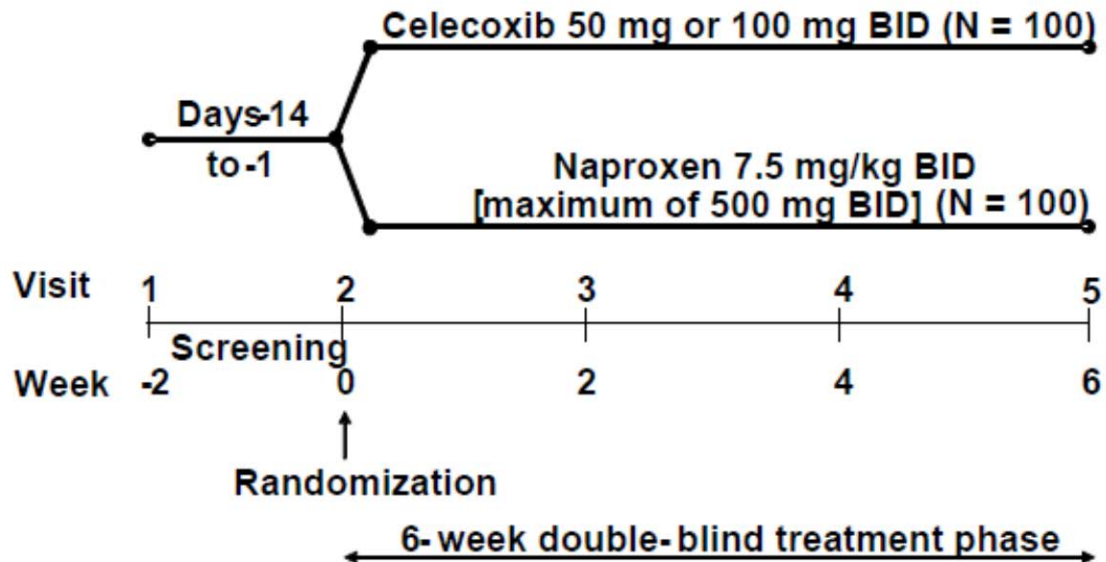 Celecoxib 50 mg or 100 mg BID (N = 100)
Days-14
to-1
Naproxen 7.5 mg/kg BID
[maximum of 500 mg BID] (N = 100)
Visit 1 2 3 4 5
Screening
Week -2 0 2 4 6
Randomization
6-week double-blind treatment phase